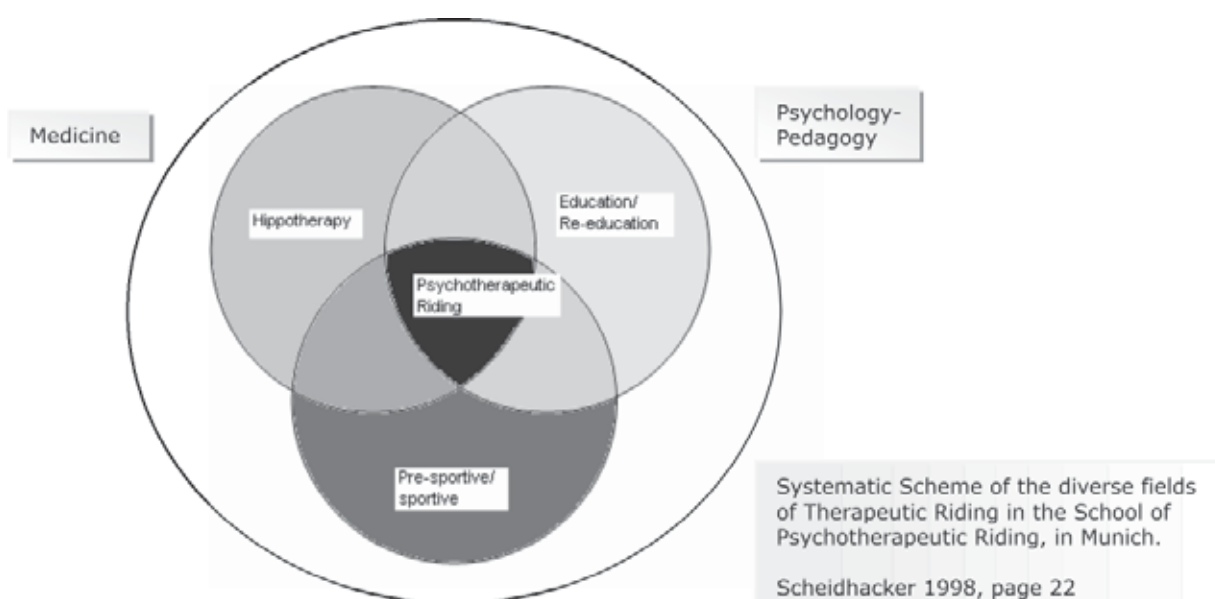 Medicine
Psychology-
Pedagogy
Hippotherapy
Education/
Re-education
Psychotherapeutic
Riding
Pre-sportive/
sportive
Systematic Scheme of the diverse fields
of Therapeutic Riding in the School of
Psychotherapeutic Riding, in Munich.
Scheidhacker 1998, page 22